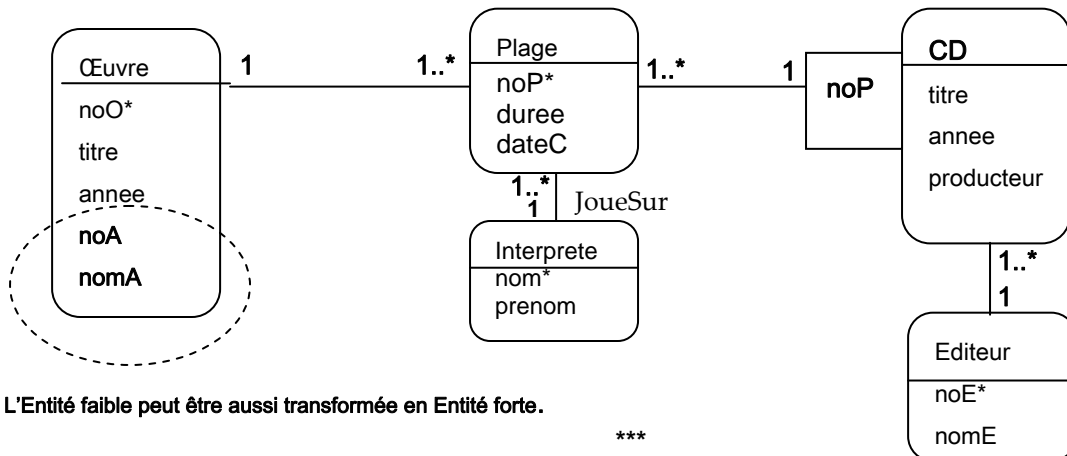 Œuvre
noO*
titre
annee
noA
nomA
1
1..*
Plage
noP*
duree
dateC
1..*
1
noP
CD
titre
annee
producteur
1..*
1
JoueSur
Interprete
nom*
prenom
1..*
1
Editeur
noE*
nomE
L'Entité faible peut être aussi transformée en Entité forte.
***